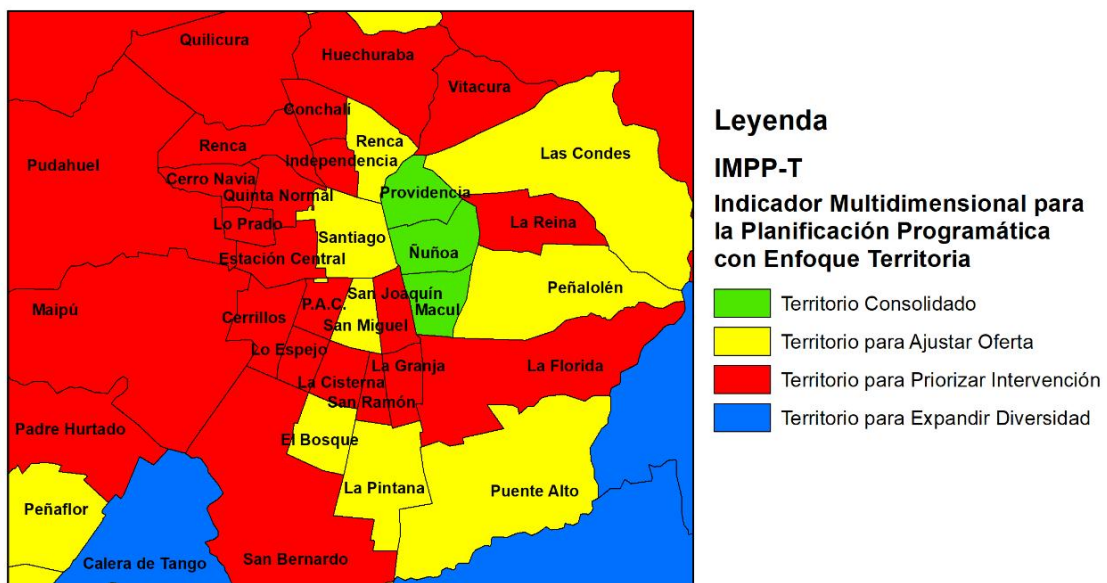 Quilicura
Huechuraba
Vitacura
Conchalí
Renca
Renca
Independencia
Las Condes
Pudahuel
Cerro Navia
Providencia
Quinta Normal
Lo Prado
La Reina
Santiago
Ñuñoa
Estación Central
Peñalolén
Maipú
San Joaquín
P.A.C.
Macul
Cerrillos
San Miguel
Lo Espejo
La Granja
La Florida
La Cisterna
San Ramón
Padre Hurtado
El Bosque
La Pintana
Puente Alto
Peñaflor
San Bernardo
Calera de Tango
Leyenda
IMPP-T
Indicador Multidimensional para
la Planificación Programática
con Enfoque Territoria
Territorio Consolidado
Territorio para Ajustar Oferta
Territorio para Priorizar Intervención
Territorio para Expandir Diversidad